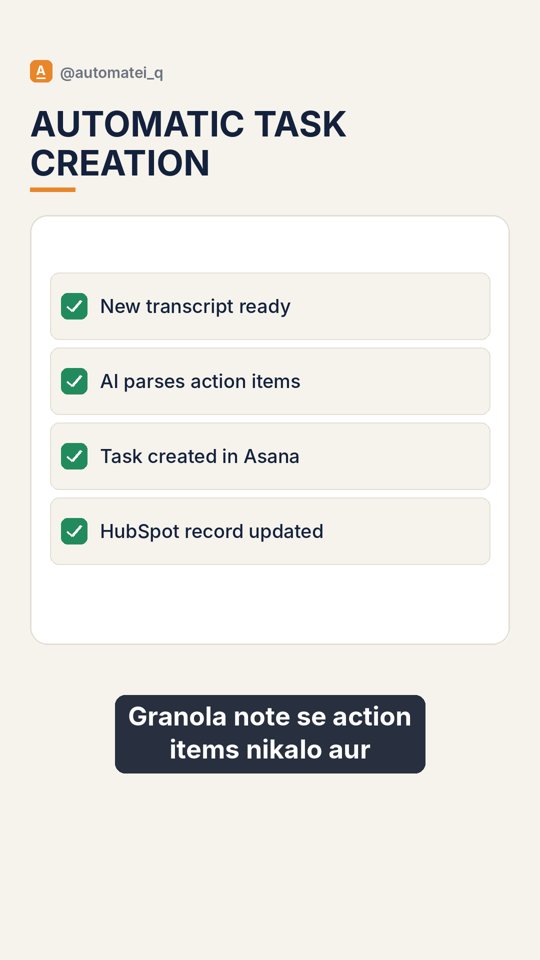 A
@automatei_q
AUTOMATIC TASK
CREATION
New transcript ready
AI parses action items
Task created in Asana
HubSpot record updated
Granola note se action
items nikalo aur